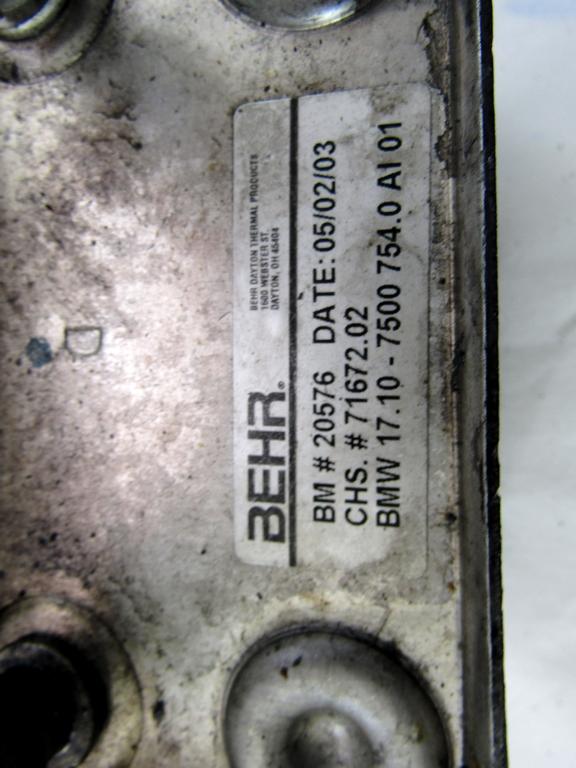 BEHR®
BEHR DAYTON THERMAL PRODUCTS
1600 WEBSTER ST.
DAYTON, OH 45404
BM # 20576 DATE: 05/02/03
CHS. # 71672.02
BMW 17.10 - 7500 754.0 AI 01
D